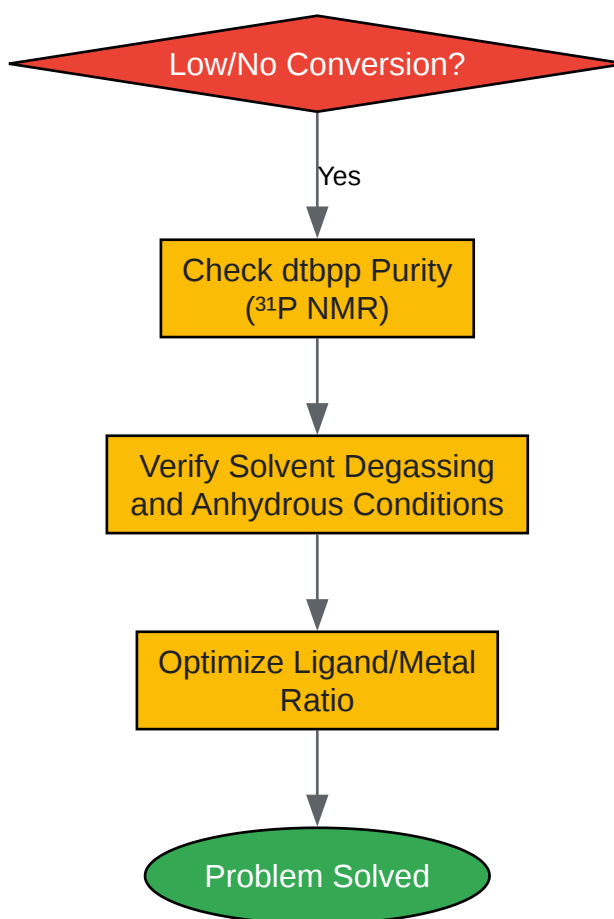 Low/No Conversion?
Yes
Check dtbpp Purity
(³¹P NMR)
Verify Solvent Degassing
and Anhydrous Conditions
Optimize Ligand/Metal
Ratio
Problem Solved